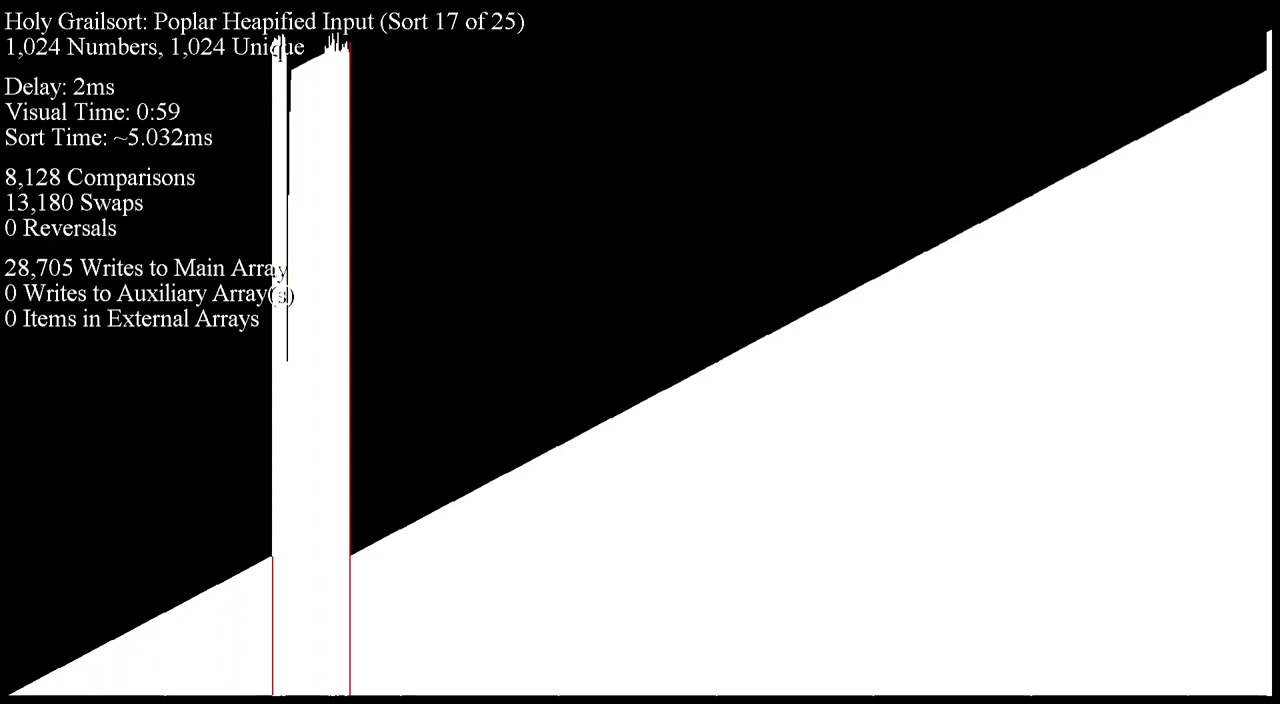 Holy Grailsort: Poplar Heapified Input (Sort 17 of 25)
1,024 Numbers, 1,024 Unique
Delay: 2ms
Visual Time: 0:59
Sort Time: ~5.032ms
8,128 Comparisons
13,180 Swaps
0 Reversals
28,705 Writes to Main Array
0 Writes to Auxiliary Array(s)
0 Items in External Arrays